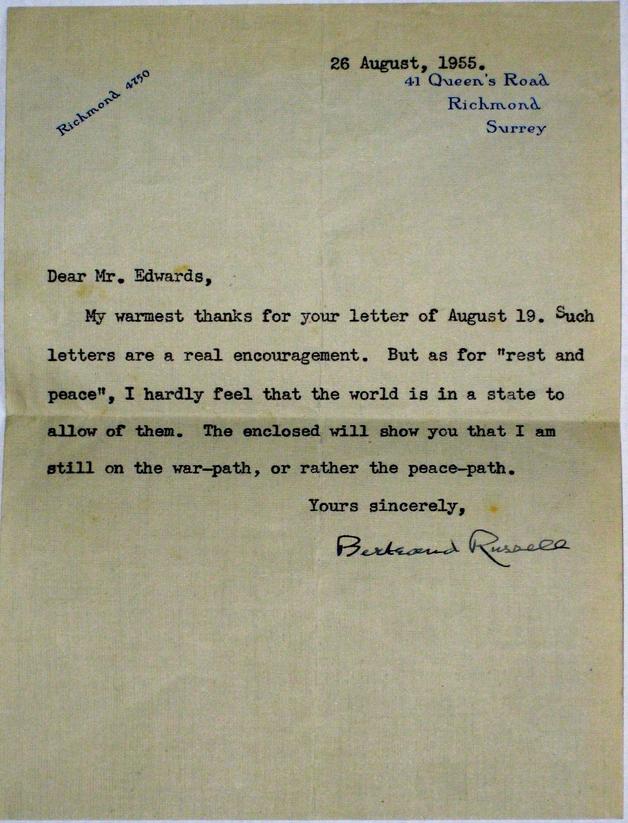 26 August, 1955.
Richmond 4750
41 Queen's Road
Richmond
Surrey
Dear Mr. Edwards,
My warmest thanks for your letter of August 19. Such
letters are a real encouragement. But as for "rest and
peace", I hardly feel that the world is in a state to
allow of them. The enclosed will show you that I am
still on the war-path, or rather the peace-path.
Yours sincerely,
Bertrand Russell